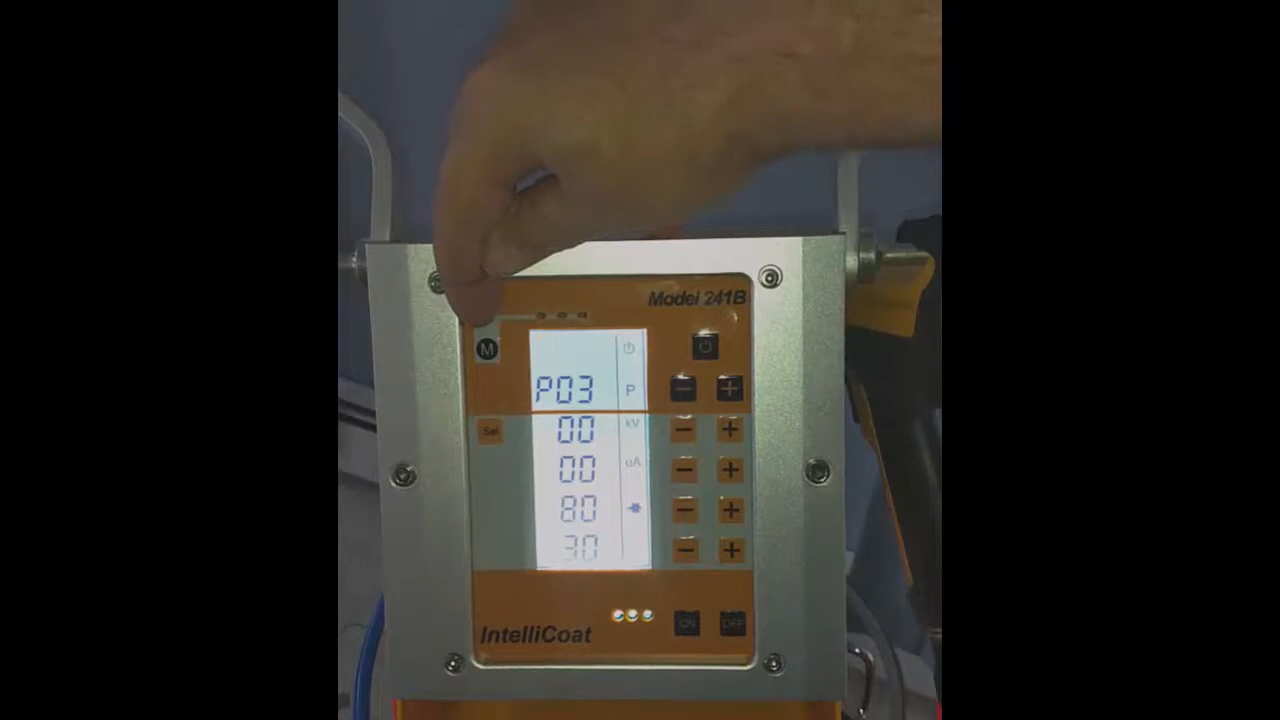 Model 241B
M
P03 P
00 kV
Sel
00 uA
80
30
ON OFF
IntelliCoat